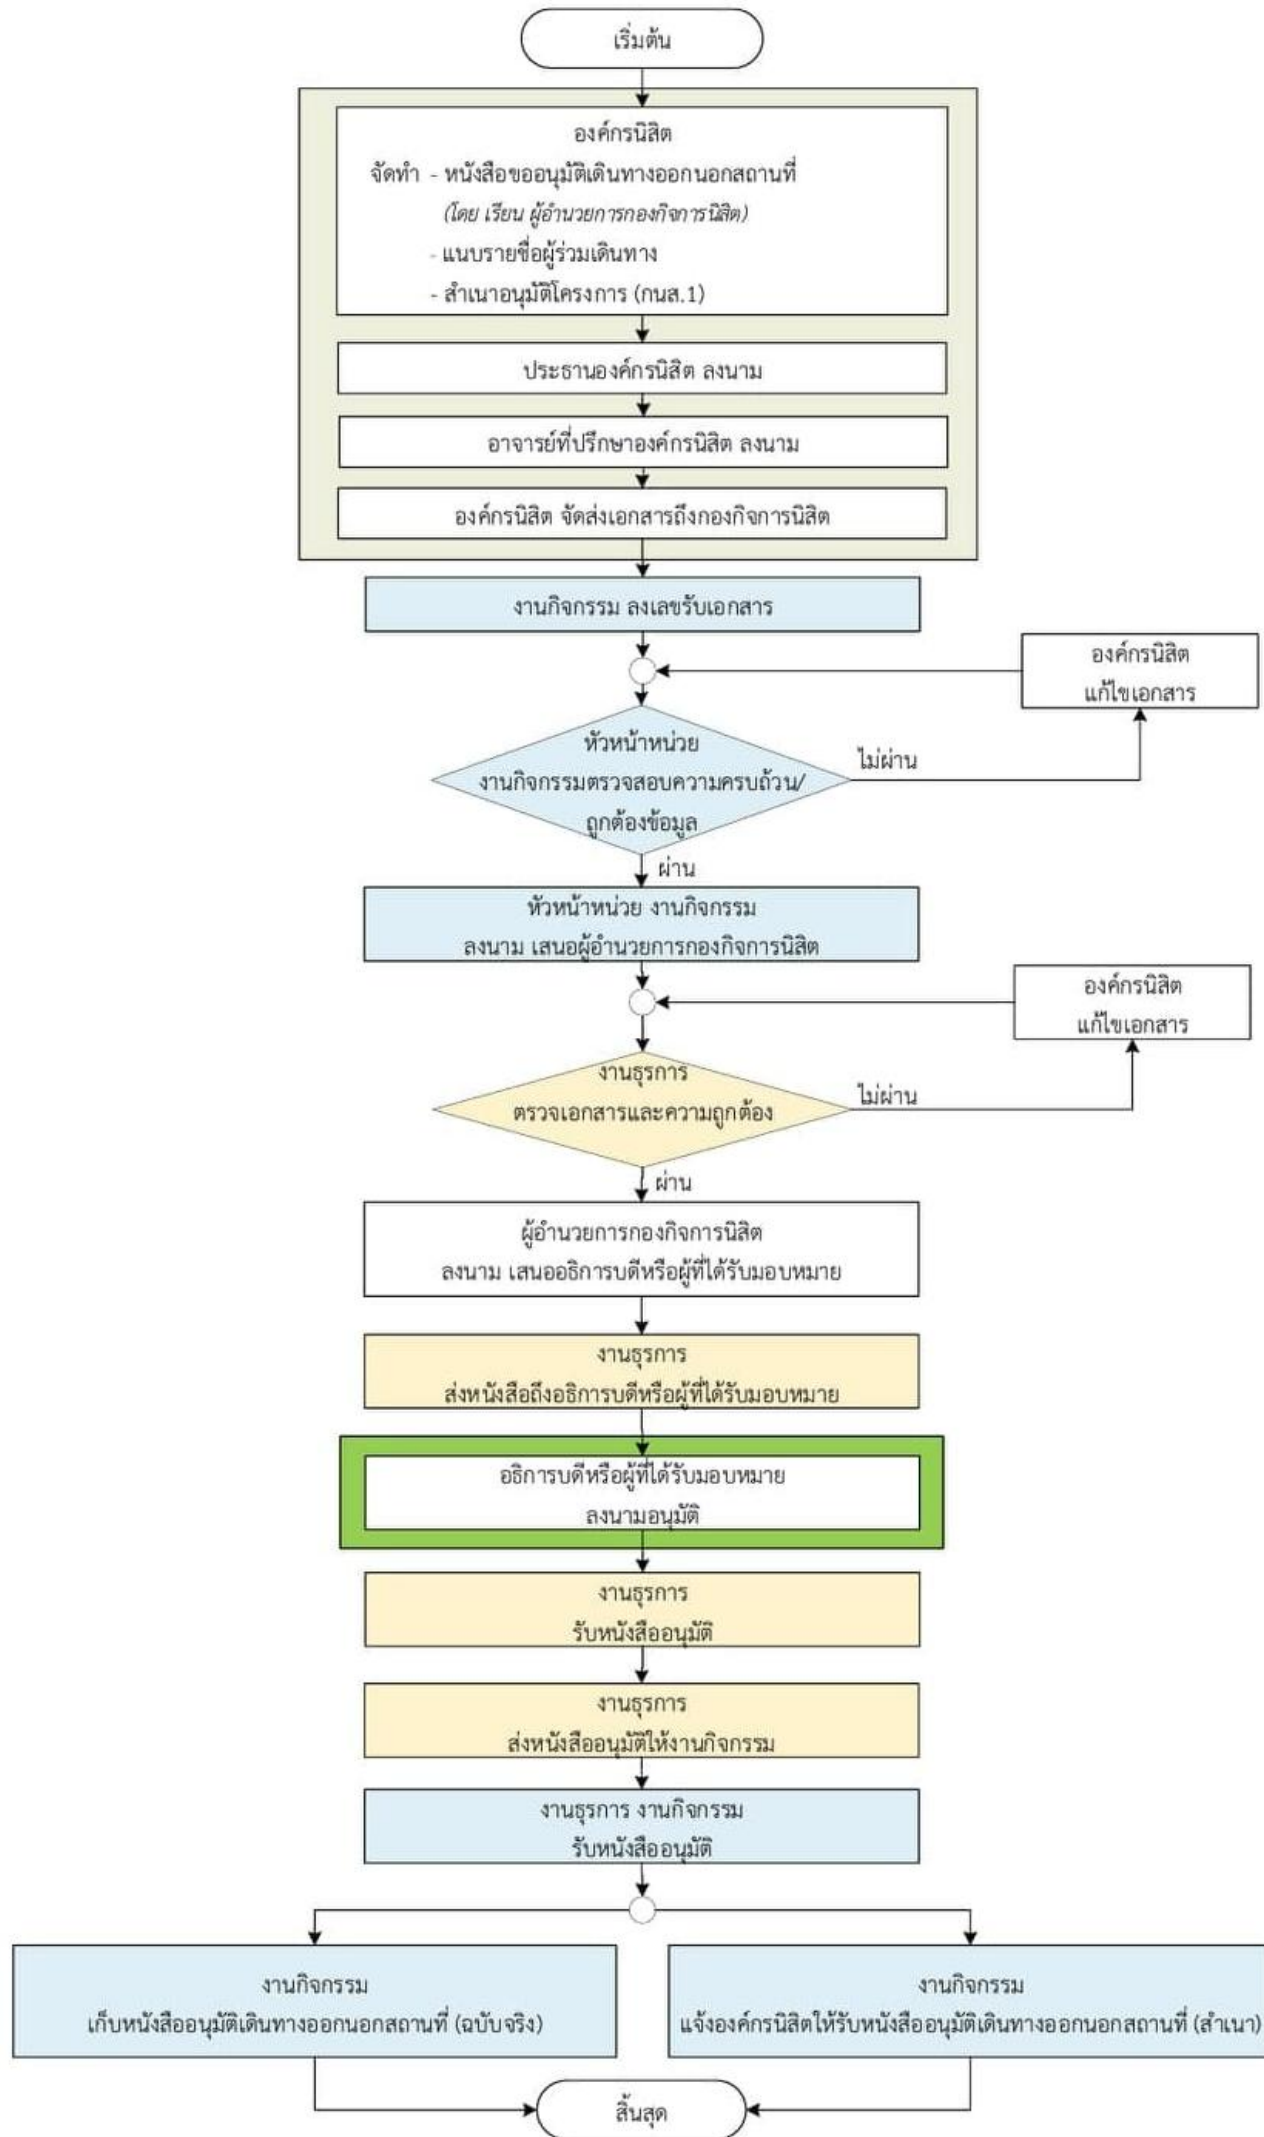 เริ่มต้น
องค์กรนิสิต
จัดทำ - หนังสือขออนุมัติเดินทางออกนอกสถานที่
(โดย เรียน ผู้อำนวยการกองกิจการนิสิต)
- แนบรายชื่อผู้ร่วมเดินทาง
- สำเนาอนุมัติโครงการ (กนส.1)
ประธานองค์กรนิสิต ลงนาม
อาจารย์ที่ปรึกษาองค์กรนิสิต ลงนาม
องค์กรนิสิต จัดส่งเอกสารถึงกองกิจการนิสิต
งานกิจกรรม ลงเลขรับเอกสาร
องค์กรนิสิต
แก้ไขเอกสาร
หัวหน้าหน่วย
งานกิจกรรมตรวจสอบความครบถ้วน/
ถูกต้องข้อมูล
ไม่ผ่าน
ผ่าน
หัวหน้าหน่วย งานกิจกรรม
ลงนาม เสนอผู้อำนวยการกองกิจการนิสิต
องค์กรนิสิต
แก้ไขเอกสาร
งานธุรการ
ตรวจเอกสารและความถูกต้อง
ไม่ผ่าน
ผ่าน
ผู้อำนวยการกองกิจการนิสิต
ลงนาม เสนออธิการบดีหรือผู้ที่ได้รับมอบหมาย
งานธุรการ
ส่งหนังสือถึงอธิการบดีหรือผู้ที่ได้รับมอบหมาย
อธิการบดีหรือผู้ที่ได้รับมอบหมาย
ลงนามอนุมัติ
งานธุรการ
รับหนังสืออนุมัติ
งานธุรการ
ส่งหนังสืออนุมัติให้งานกิจกรรม
งานธุรการ งานกิจกรรม
รับหนังสืออนุมัติ
งานกิจกรรม
เก็บหนังสืออนุมัติเดินทางออกนอกสถานที่ (ฉบับจริง)
งานกิจกรรม
แจ้งองค์กรนิสิตให้รับหนังสืออนุมัติเดินทางออกนอกสถานที่ (สำเนา)
สิ้นสุด